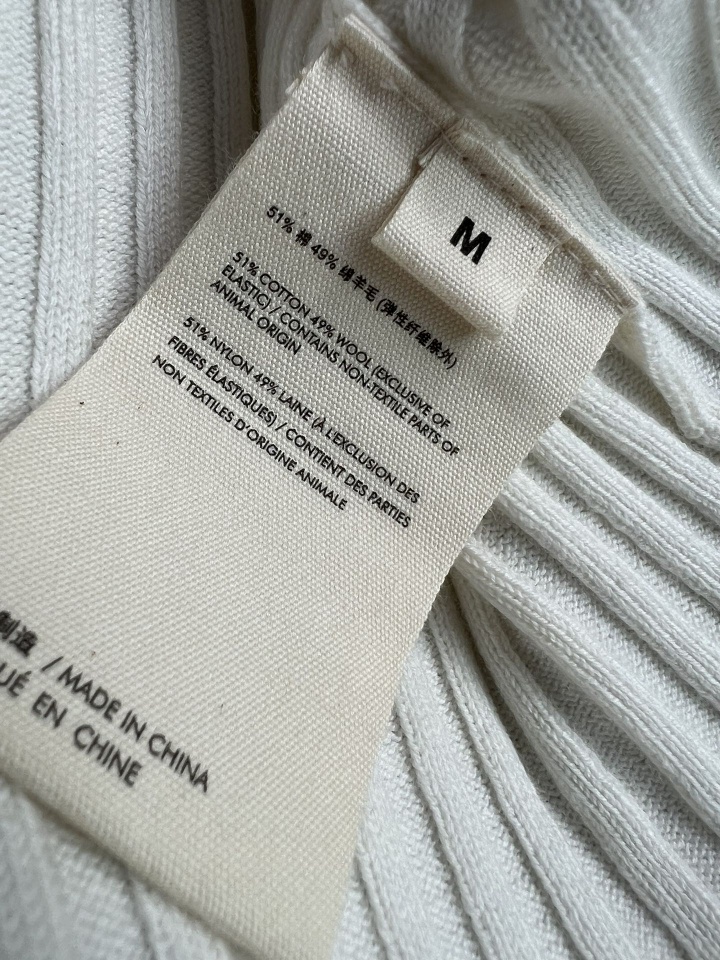 M
51% 棉 49% 绵羊毛 (弹性纤维除外)
51% COTTON 49% WOOL (EXCLUSIVE OF
ELASTIC) / CONTAINS NON-TEXTILE PARTS OF
ANIMAL ORIGIN
51% NYLON 49% LAINE (À L'EXCLUSION DES
FIBRES ÉLASTIQUES) / CONTIENT DES PARTIES
NON TEXTILES D'ORIGINE ANIMALE
制造 / MADE IN CHINA
UÉ EN CHINE